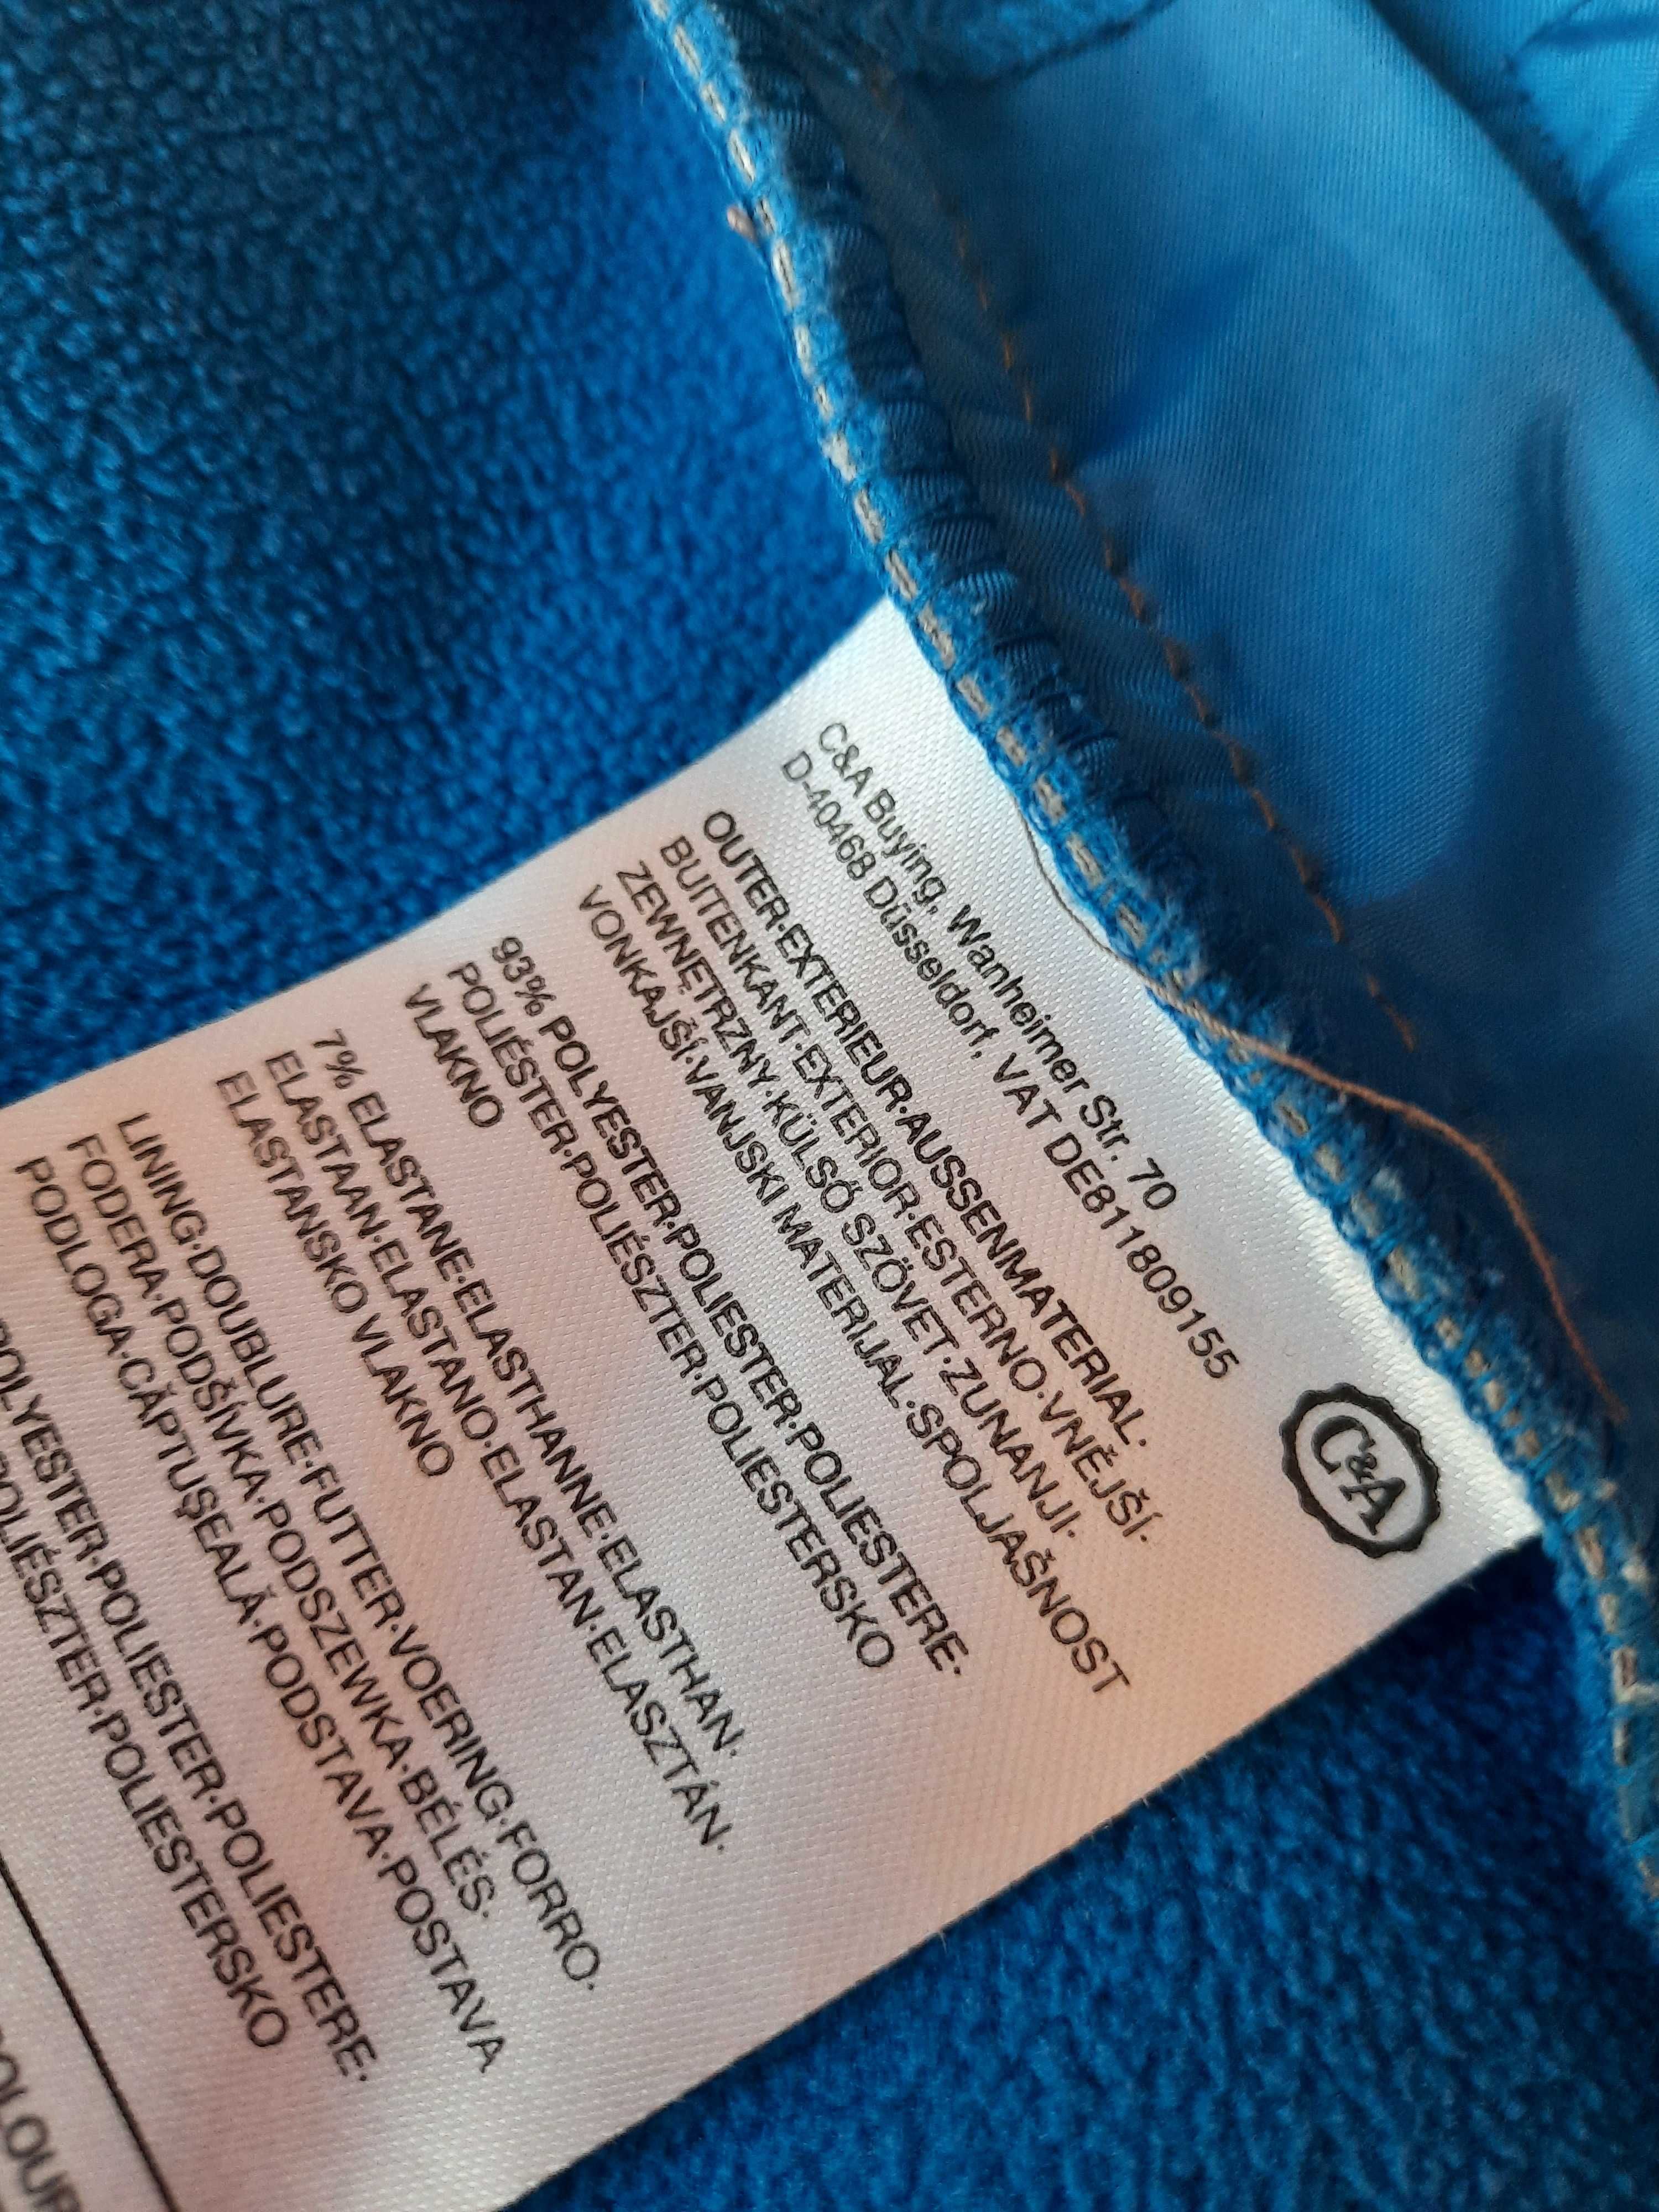 C&A
C&A Buying, Wanheimer Str. 70
D-40468 Düsseldorf, VAT DE811809155
OUTER·EXTERIEUR·AUSSENMATERIAL·
BUITENKANT·EXTERIOR·ESTERNO·VNĚJŠÍ·
ZEWNĘTRZNY·KÜLSŐ SZÖVET·ZUNANJI·
VONKAJŠÍ·VANJSKI MATERIJAL·SPOLJAŠNOST
93% POLYESTER·POLIESTER·POLIESTERE·
POLIÉSTER·POLIÉSZTER·POLIESTERSKO
VLAKNO
7% ELASTANE·ELASTHANNE·ELASTHAN·
ELASTAAN·ELASTANO·ELASTAN·ELASZTÁN·
ELASTANSKO VLAKNO
LINING·DOUBLURE·FUTTER·VOERING·FORRO·
FODERA·PODŠÍVKA·PODSZEWKA·BÉLÉS·
PODLOGA·CĂPTUȘEALĂ·PODSTAVA·POSTAVA
POLYESTER·POLIESTER·POLIESTERE·
POLIÉSZTER·POLIESTERSKO